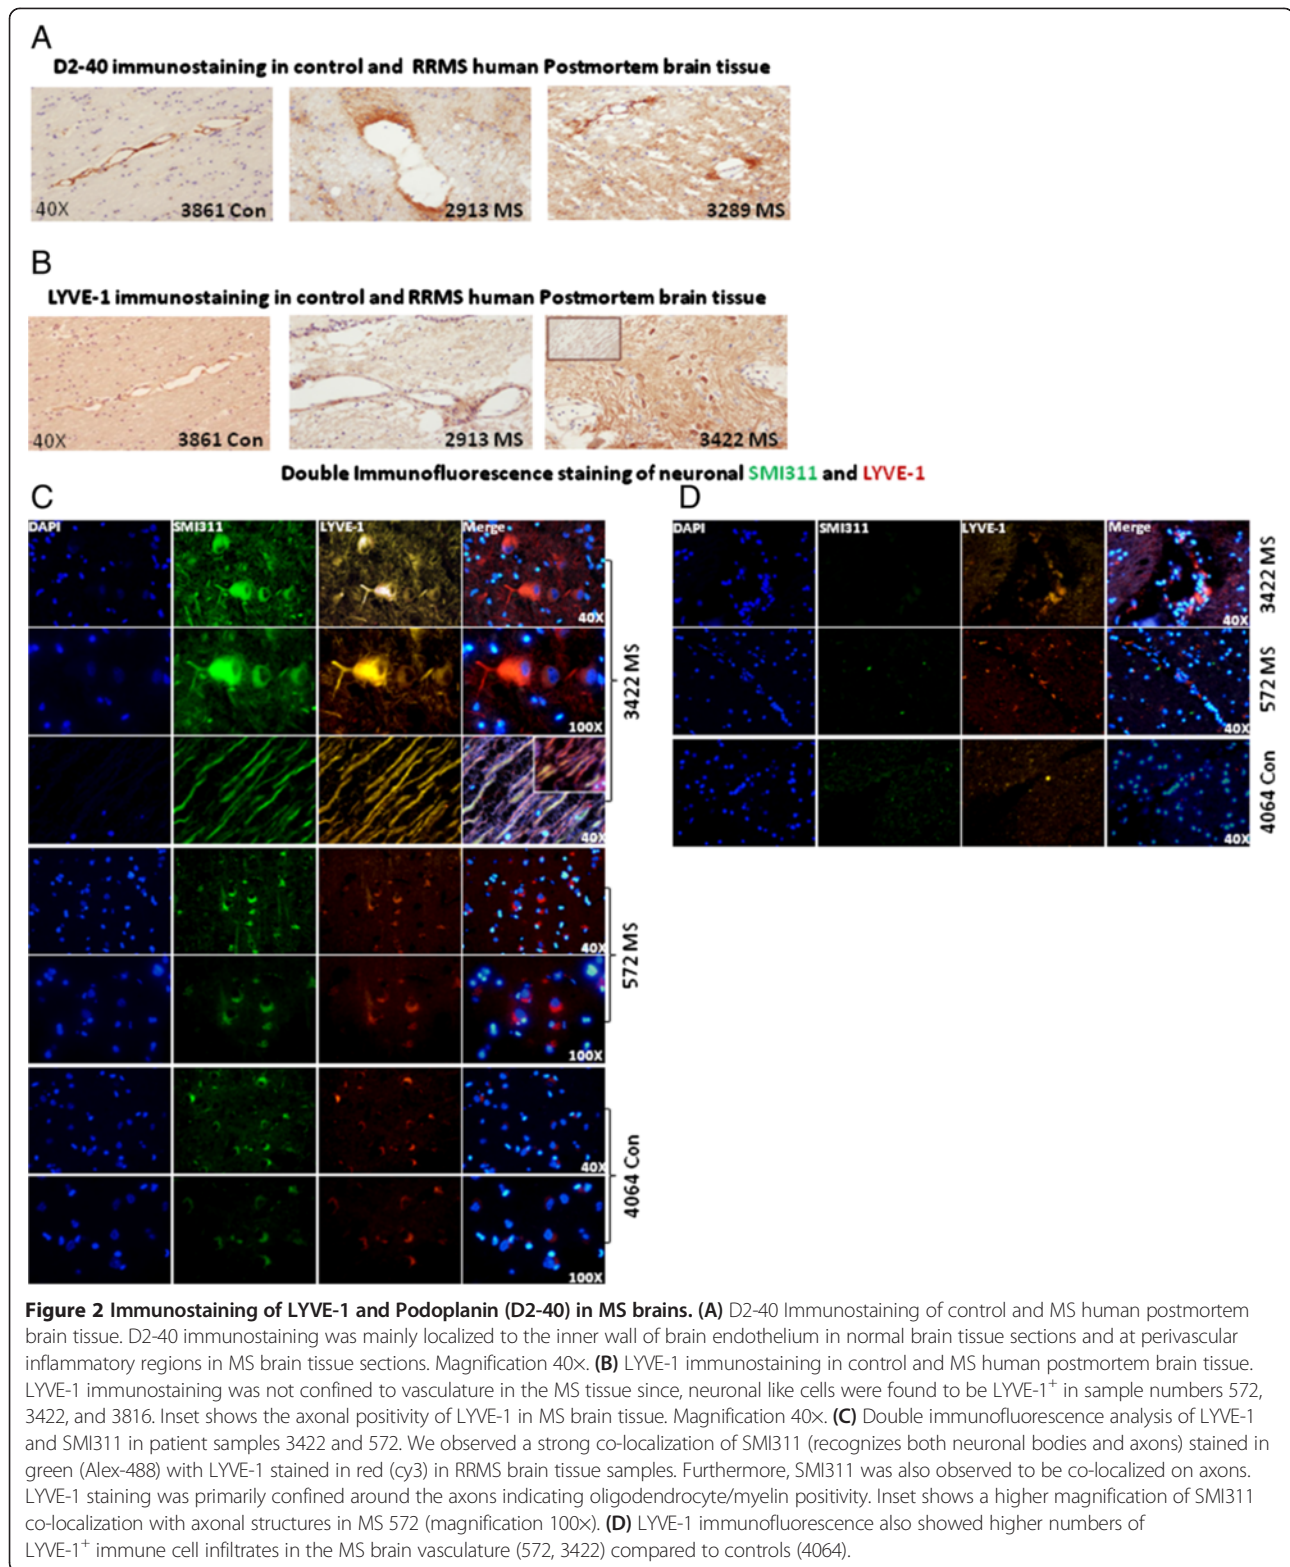 A
D2-40 immunostaining in control and RRMS human Postmortem brain tissue
40X
3861 Con
2913 MS
3289 MS
B
LYVE-1 immunostaining in control and RRMS human Postmortem brain tissue
40X
3861 Con
2913 MS
3422 MS
Double Immunofluorescence staining of neuronal SMI311 and LYVE-1
C
DAPI SMI311 LYVE-1 Merge
40X
100X
40X
3422 MS
40X
100X
572 MS
40X
100X
4064 Con
D
DAPI SMI311 LYVE-1 Merge
40X
3422 MS
40X
572 MS
40X
4064 Con
Figure 2 Immunostaining of LYVE-1 and Podoplanin (D2-40) in MS brains. (A) D2-40 Immunostaining of control and MS human postmortem
brain tissue. D2-40 immunostaining was mainly localized to the inner wall of brain endothelium in normal brain tissue sections and at perivascular
inflammatory regions in MS brain tissue sections. Magnification 40×. (B) LYVE-1 immunostaining in control and MS human postmortem brain tissue.
LYVE-1 immunostaining was not confined to vasculature in the MS tissue since, neuronal like cells were found to be LYVE-1+ in sample numbers 572,
3422, and 3816. Inset shows the axonal positivity of LYVE-1 in MS brain tissue. Magnification 40×. (C) Double immunofluorescence analysis of LYVE-1
and SMI311 in patient samples 3422 and 572. We observed a strong co-localization of SMI311 (recognizes both neuronal bodies and axons) stained in
green (Alex-488) with LYVE-1 stained in red (cy3) in RRMS brain tissue samples. Furthermore, SMI311 was also observed to be co-localized on axons.
LYVE-1 staining was primarily confined around the axons indicating oligodendrocyte/myelin positivity. Inset shows a higher magnification of SMI311
co-localization with axonal structures in MS 572 (magnification 100×). (D) LYVE-1 immunofluorescence also showed higher numbers of
LYVE-1+ immune cell infiltrates in the MS brain vasculature (572, 3422) compared to controls (4064).